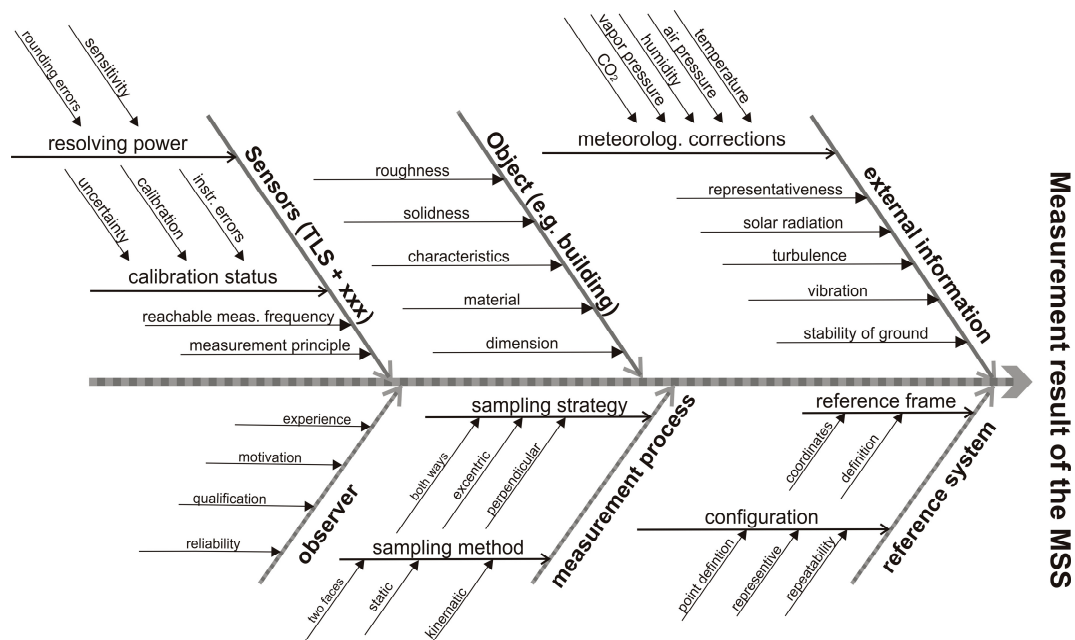 rounding errors
sensitivity
resolving power
uncertainty
calibration
instr. errors
calibration status
reachable meas. frequency
measurement principle
Sensors (TLS + xxx)
roughness
solidness
characteristics
material
dimension
Object (e.g. building)
CO₂
vapor pressure
humidity
air pressure
temperature
meteorolog. corrections
representativeness
solar radiation
turbulence
vibration
stability of ground
external information
experience
motivation
qualification
reliability
observer
sampling strategy
both ways
excentric
perpendicular
sampling method
two faces
static
kinematic
measurement process
reference frame
coordinates
definition
configuration
point defintion
representive
repeatability
reference system
Measurement result of the MSS